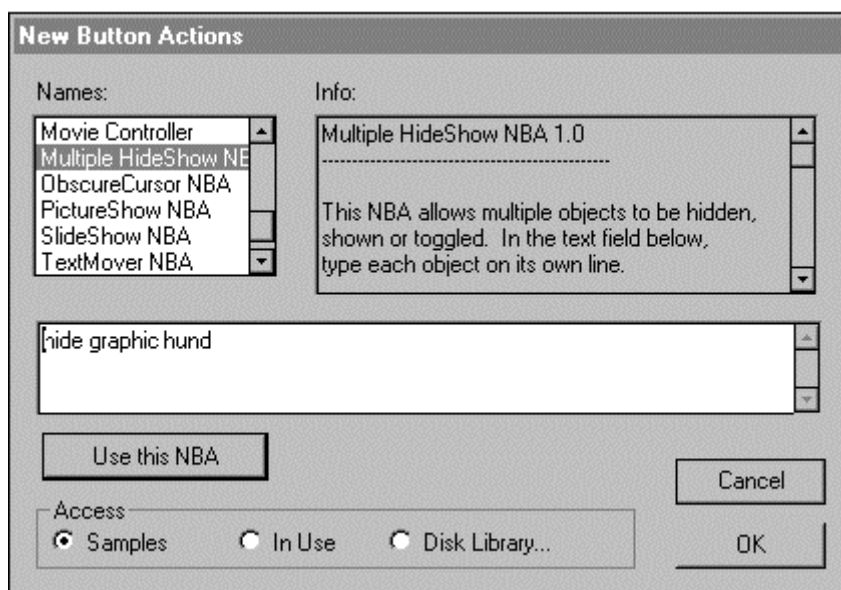 New Button Actions
Names:
Info:
Movie Controller
Multiple HideShow NB
ObscureCursor NBA
PictureShow NBA
SlideShow NBA
TextMover NBA
Multiple HideShow NBA 1.0
----------------------------------------------
This NBA allows multiple objects to be hidden,
shown or toggled. In the text field below,
type each object on its own line.
hide graphic hund
Use this NBA
Cancel
Access
Samples
In Use
Disk Library...
OK